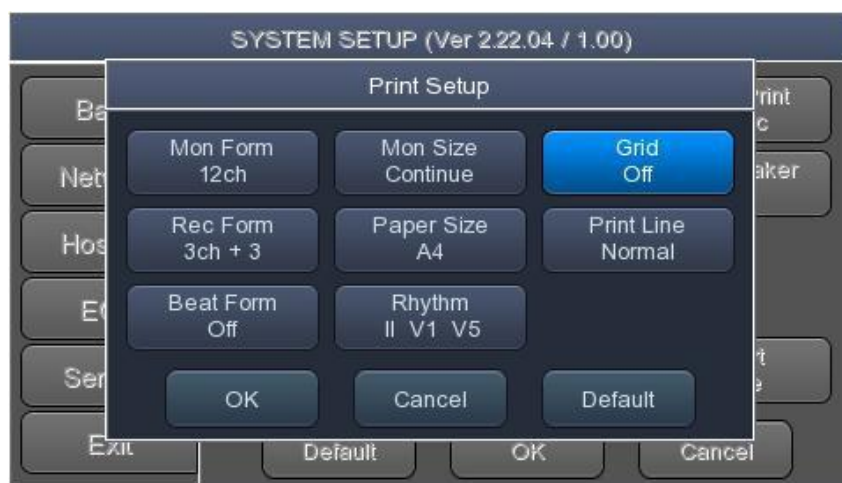 SYSTEM SETUP (Ver 2.22.04 / 1.00)
Print Setup
Mon Form
12ch
Mon Size
Continue
Grid
Off
Rec Form
3ch + 3
Paper Size
A4
Print Line
Normal
Beat Form
Off
Rhythm
II V1 V5
OK
Cancel
Default
Exit
Default
OK
Cancel